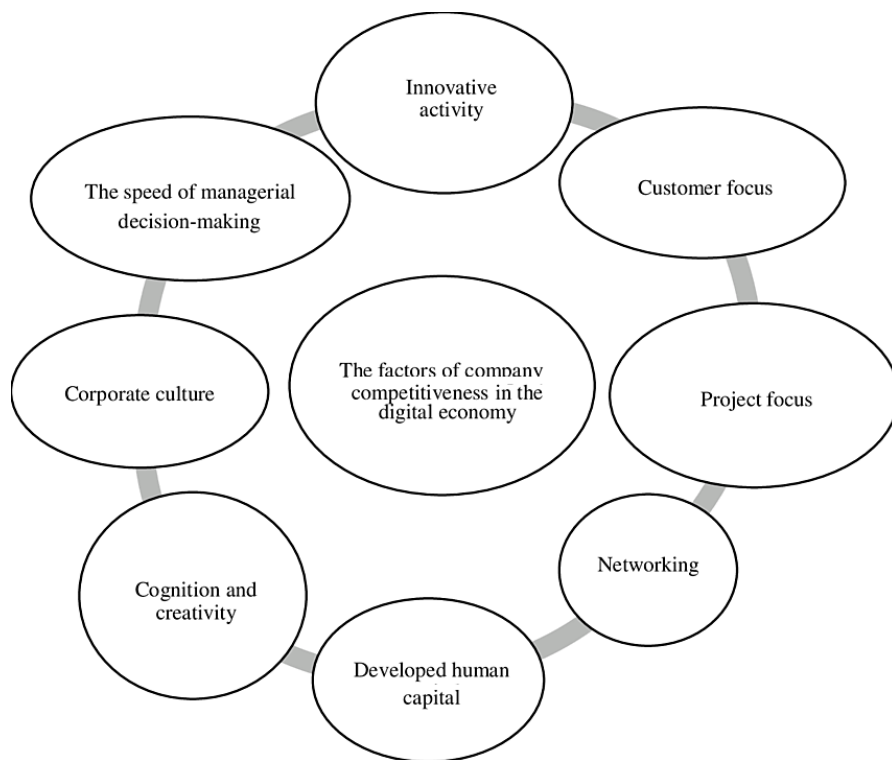 Innovative
activity
Customer focus
The speed of managerial
decision-making
The factors of company
competitiveness in the
digital economy
Corporate culture
Project focus
Networking
Cognition and
creativity
Developed human
capital